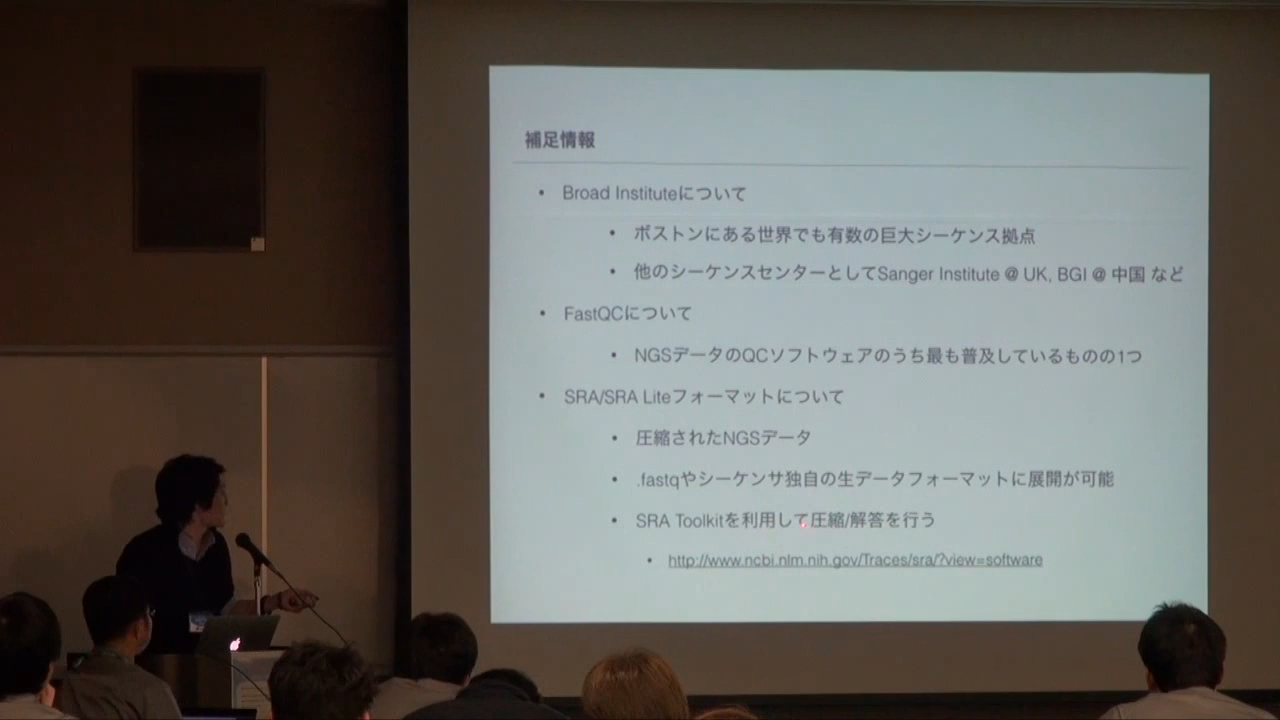 補足情報
• Broad Instituteについて
• ボストンにある世界でも有数の巨大シーケンス拠点
• 他のシーケンスセンターとしてSanger Institute @ UK, BGI @ 中国 など
• FastQCについて
• NGSデータのQCソフトウェアのうち最も普及しているものの1つ
• SRA/SRA Liteフォーマットについて
• 圧縮されたNGSデータ
• .fastqやシーケンサ独自の生データフォーマットに展開が可能
• SRA Toolkitを利用して圧縮/解答を行う
• http://www.ncbi.nlm.nih.gov/Traces/sra/?view=software